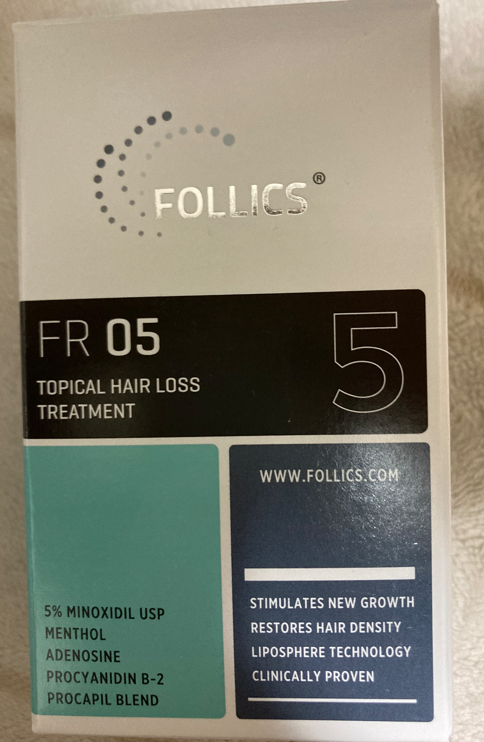 FOLLICS®
FR 05
5
TOPICAL HAIR LOSS
TREATMENT
5% MINOXIDIL USP
MENTHOL
ADENOSINE
PROCYANIDIN B-2
PROCAPIL BLEND
WWW.FOLLICS.COM
STIMULATES NEW GROWTH
RESTORES HAIR DENSITY
LIPOSPHERE TECHNOLOGY
CLINICALLY PROVEN